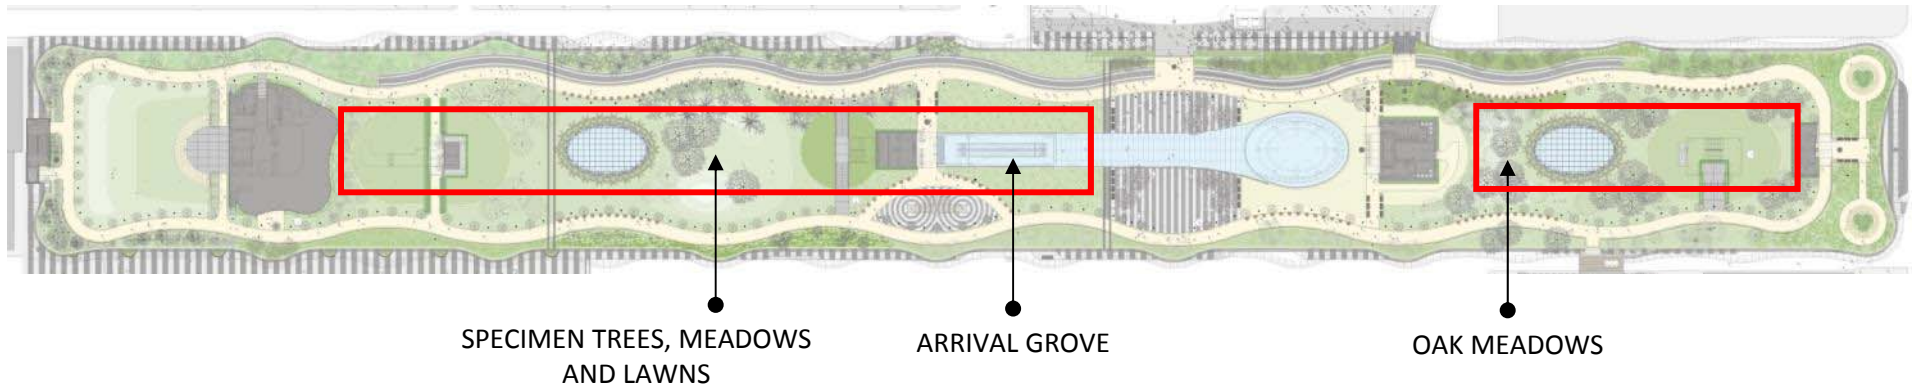 SPECIMEN TREES, MEADOWS
AND LAWNS
ARRIVAL GROVE
OAK MEADOWS